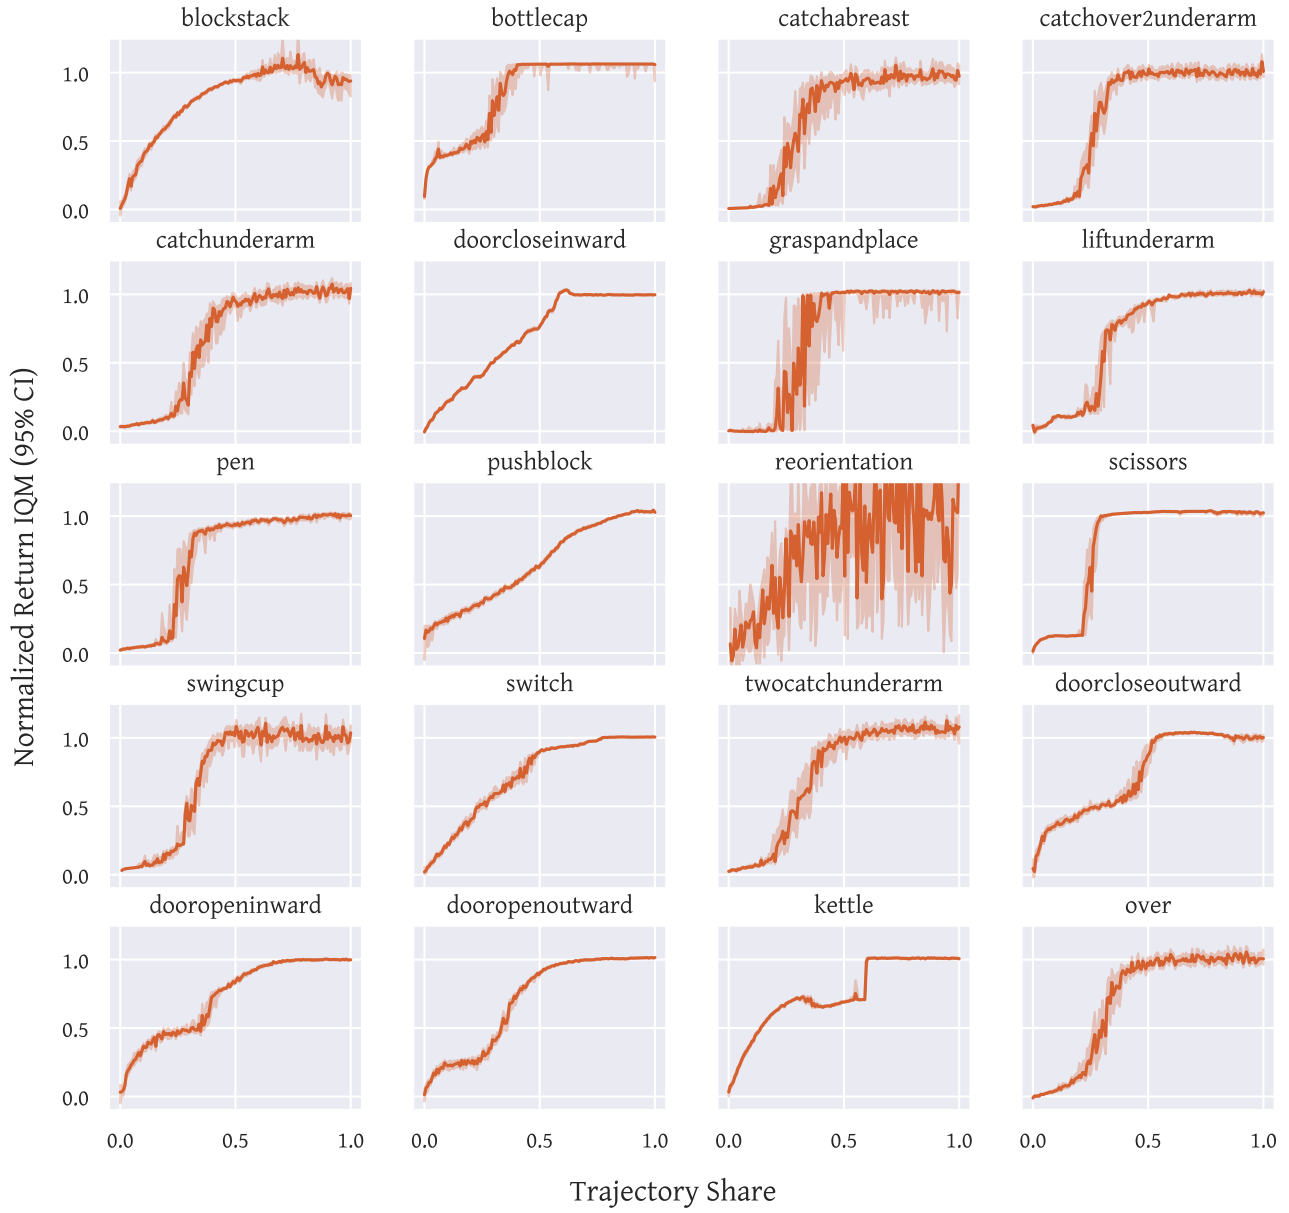 blockstack bottlecap catchabreast catchover2underarm
1.0
0.5
0.0
catchunderarm doorcloseinward graspandplace liftunderarm
1.0
0.5
0.0
pen pushblock reorientation scissors
1.0
0.5
0.0
swingcup switch twocatchunderarm doorcloseoutward
1.0
0.5
0.0
dooropeninward dooropenoutward kettle over
1.0
0.5
0.0
0.0 0.5 1.0 0.0 0.5 1.0 0.0 0.5 1.0 0.0 0.5 1.0
Trajectory Share
Normalized Return IQM (95% CI)